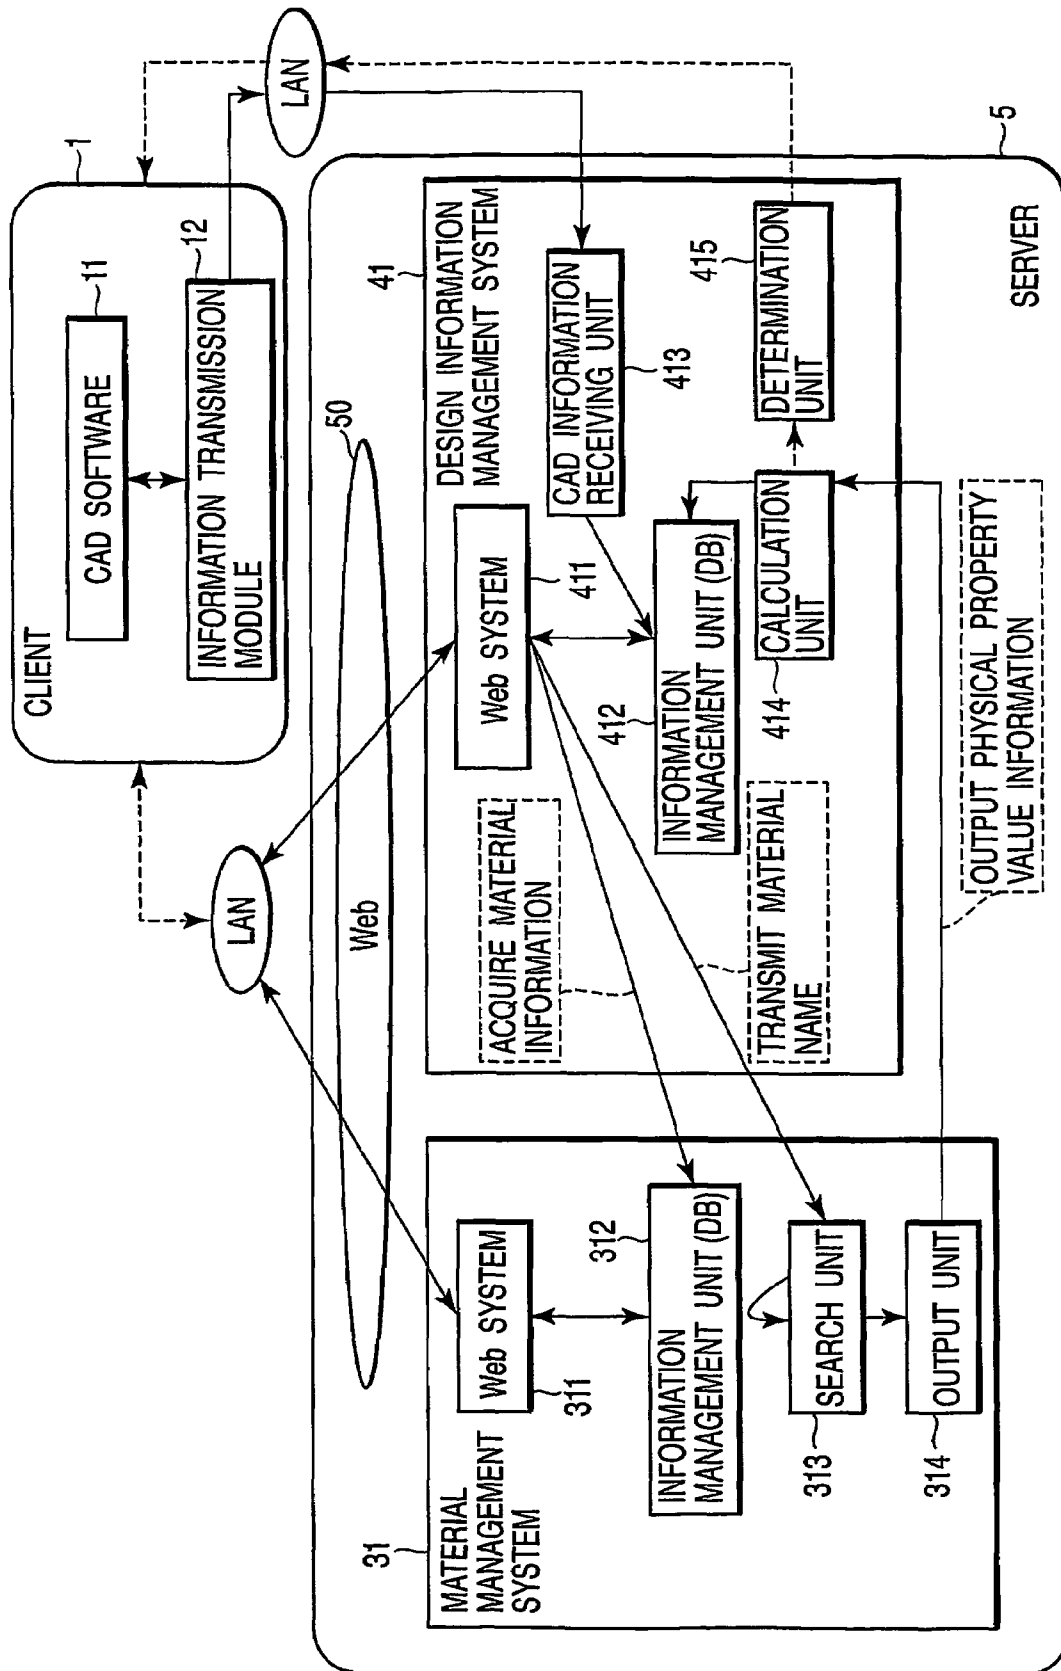 CLIENT
1
CAD SOFTWARE
11
INFORMATION TRANSMISSION
MODULE
12
LAN
LAN
Web
50
MATERIAL
MANAGEMENT
SYSTEM
31
Web SYSTEM
311
INFORMATION
MANAGEMENT UNIT (DB)
312
SEARCH UNIT
313
OUTPUT UNIT
314
DESIGN INFORMATION
MANAGEMENT SYSTEM
41
Web SYSTEM
411
ACQUIRE MATERIAL
INFORMATION
CAD INFORMATION
RECEIVING UNIT
413
INFORMATION
MANAGEMENT UNIT (DB)
412
TRANSMIT MATERIAL
NAME
CALCULATION
UNIT
414
DETERMINATION
UNIT
415
OUTPUT PHYSICAL PROPERTY
VALUE INFORMATION
SERVER
5